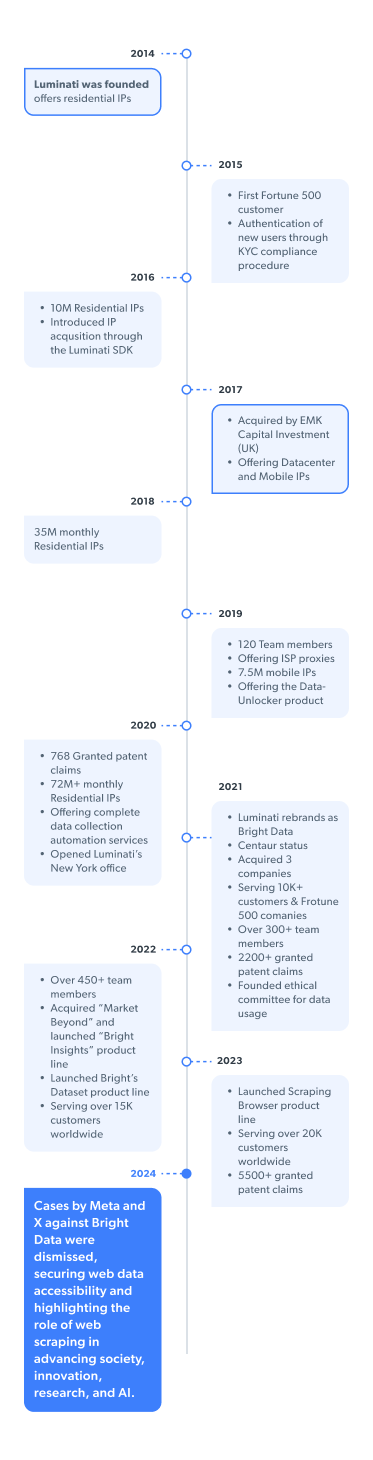 2014
Luminati was founded
offers residential IPs
2015
• First Fortune 500
customer
• Authentication of
new users through
KYC compliance
procedure
2016
• 10M Residential IPs
• Introduced IP
acqusition through
the Luminati SDK
2017
• Acquired by EMK
Capital Investment
(UK)
• Offering Datacenter
and Mobile IPs
2018
35M monthly
Residential IPs
2019
• 120 Team members
• Offering ISP proxies
• 7.5M mobile IPs
• Offering the Data-
Unlocker product
2020
• 768 Granted patent
claims
• 72M+ monthly
Residential IPs
• Offering complete
data collection
automation services
• Opened Luminati's
New York office
2021
• Luminati rebrands as
Bright Data
• Centaur status
• Acquired 3
companies
• Serving 10K+
customers & Frotune
500 comanies
• Over 300+ team
members
• 2200+ granted
patent claims
• Founded ethical
committee for data
usage
2022
• Over 450+ team
members
• Acquired "Market
Beyond" and
launched "Bright
Insights" product
line
• Launched Bright's
Dataset product line
• Serving over 15K
customers
worldwide
2023
• Launched Scraping
Browser product
line
• Serving over 20K
customers
worldwide
• 5500+ granted
patent claims
2024
Cases by Meta and
X against Bright
Data were
dismissed,
securing web data
accessibility and
highlighting the
role of web
scraping in
advancing society,
innovation,
research, and AI.